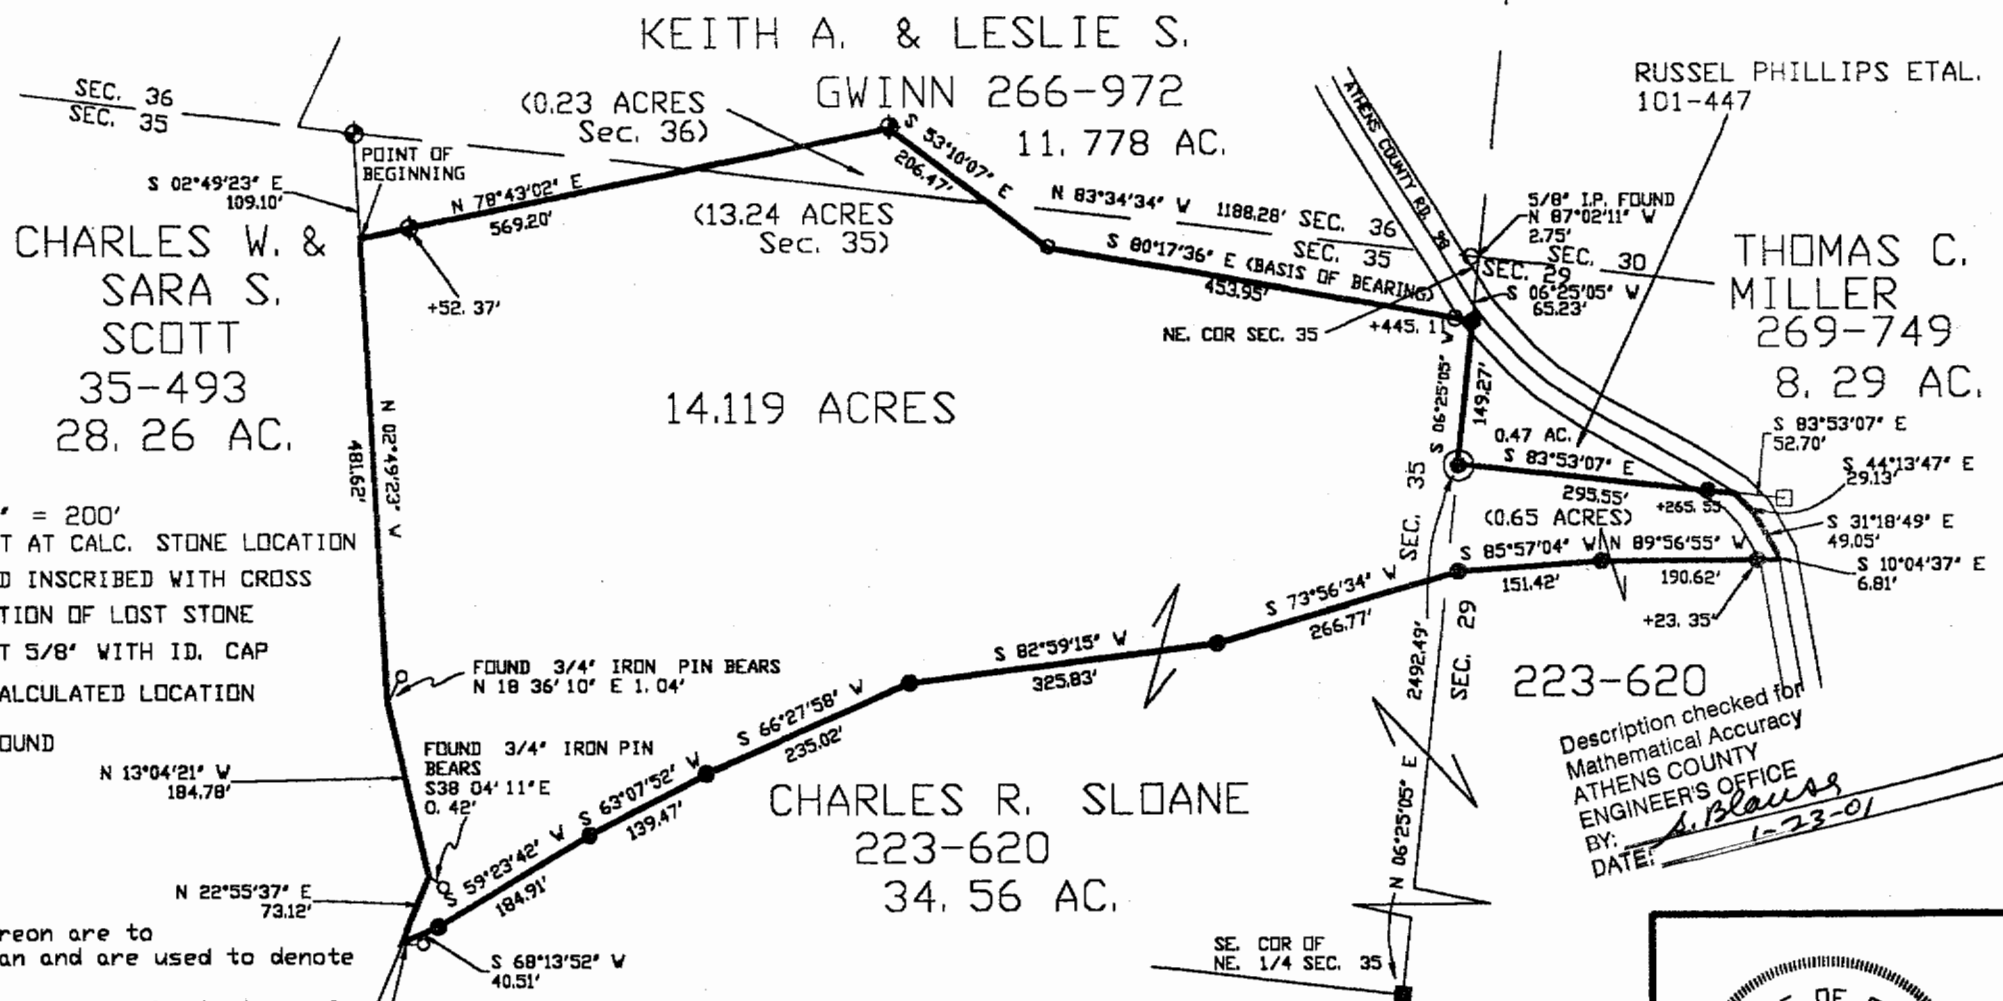 KEITH A. & LESLIE S.
GWINN 266-972
11.778 AC.
RUSSEL PHILLIPS ETAL.
101-447
SEC. 36
SEC. 35
(0.23 ACRES
Sec. 36)
ATHENS COUNTY RD. 98
POINT OF
BEGINNING
S 02°49'23" E
109.10'
N 78°43'02" E
569.20'
S 53°10'07" E
206.47'
(13.24 ACRES
Sec. 35)
N 83°34'34" W 1188.28'
SEC. 36
SEC. 35
5/8" I.P. FOUND
N 87°02'11" W
2.75'
SEC. 30
SEC. 29
S 80°17'36" E (BASIS OF BEARING)
453.95'
S 06°25'05" W
65.23'
CHARLES W. &
SARA S.
SCOTT
35-493
28.26 AC.
THOMAS C.
MILLER
269-749
8.29 AC.
+52.37'
NE. COR SEC. 35
+445.11
14.119 ACRES
S 06°25'05" W
149.27'
N 02°49'23" W
481.62'
0.47 AC.
S 83°53'07" E
295.55'
+265.55
S 83°53'07" E
52.70'
S 44°13'47" E
29.13'
S 31°18'49" E
49.05'
S 10°04'37" E
6.81'
(0.65 ACRES)
S 85°57'04" W
151.42'
N 89°56'55" W
190.62'
+23.35'
" = 200'
T AT CALC. STONE LOCATION
D INSCRIBED WITH CROSS
TION OF LOST STONE
T 5/8" WITH ID. CAP
ALCULATED LOCATION
OUND
FOUND 3/4" IRON PIN BEARS
N 18 36'10" E 1.04'
S 73°56'34" W
266.77'
S 82°59'15" W
325.83'
S 66°27'58" W
235.02'
SEC. 35
SEC. 29
2492.49'
N 06°25'05" E
223-620
N 13°04'21" W
184.78'
FOUND 3/4" IRON PIN
BEARS
S38 04'11"E
0.42'
S 63°07'52" W
139.47'
S 59°23'42" W
184.91'
CHARLES R. SLOANE
223-620
34.56 AC.
Description checked for
Mathematical Accuracy
ATHENS COUNTY
ENGINEER'S OFFICE
BY:
DATE: 1-23-01
N 22°55'37" E
73.12'
S 68°13'52" W
40.51'
reon are to
an and are used to denote
SE. COR OF
NE. 1/4 SEC. 35
OF